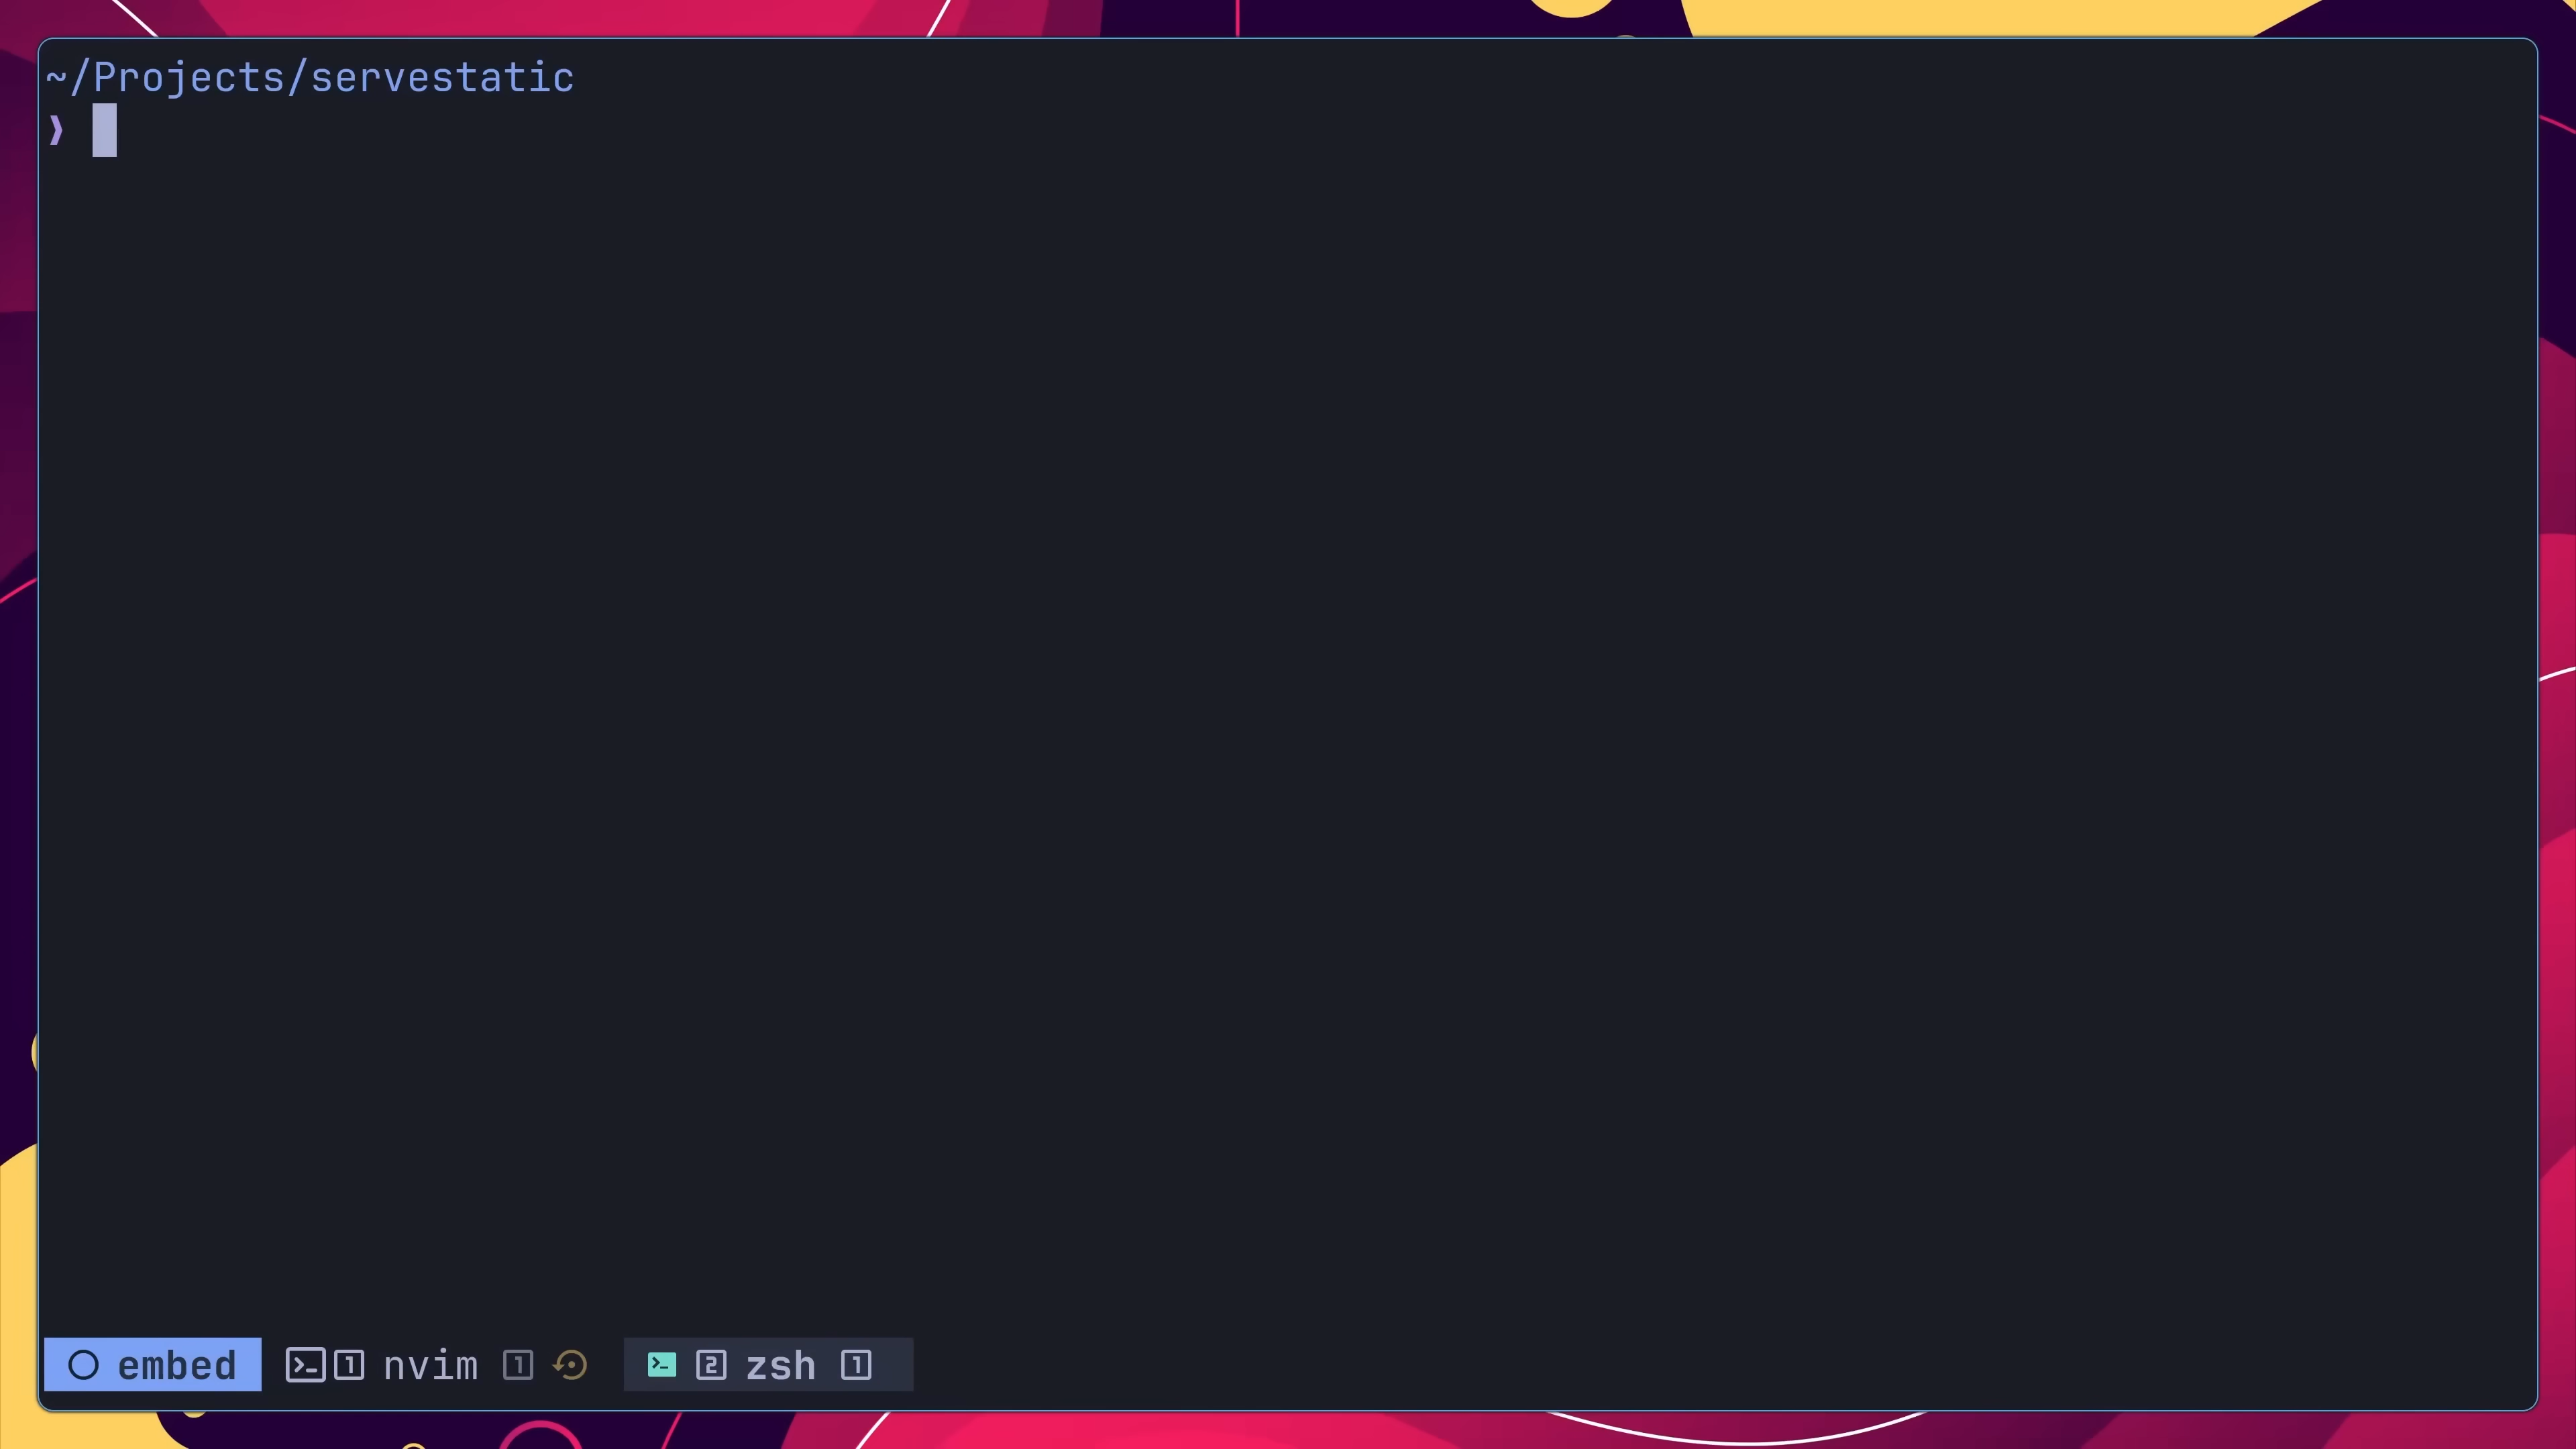 ~/Projects/servestatic
❯
embed 1 nvim 1 2 zsh 1